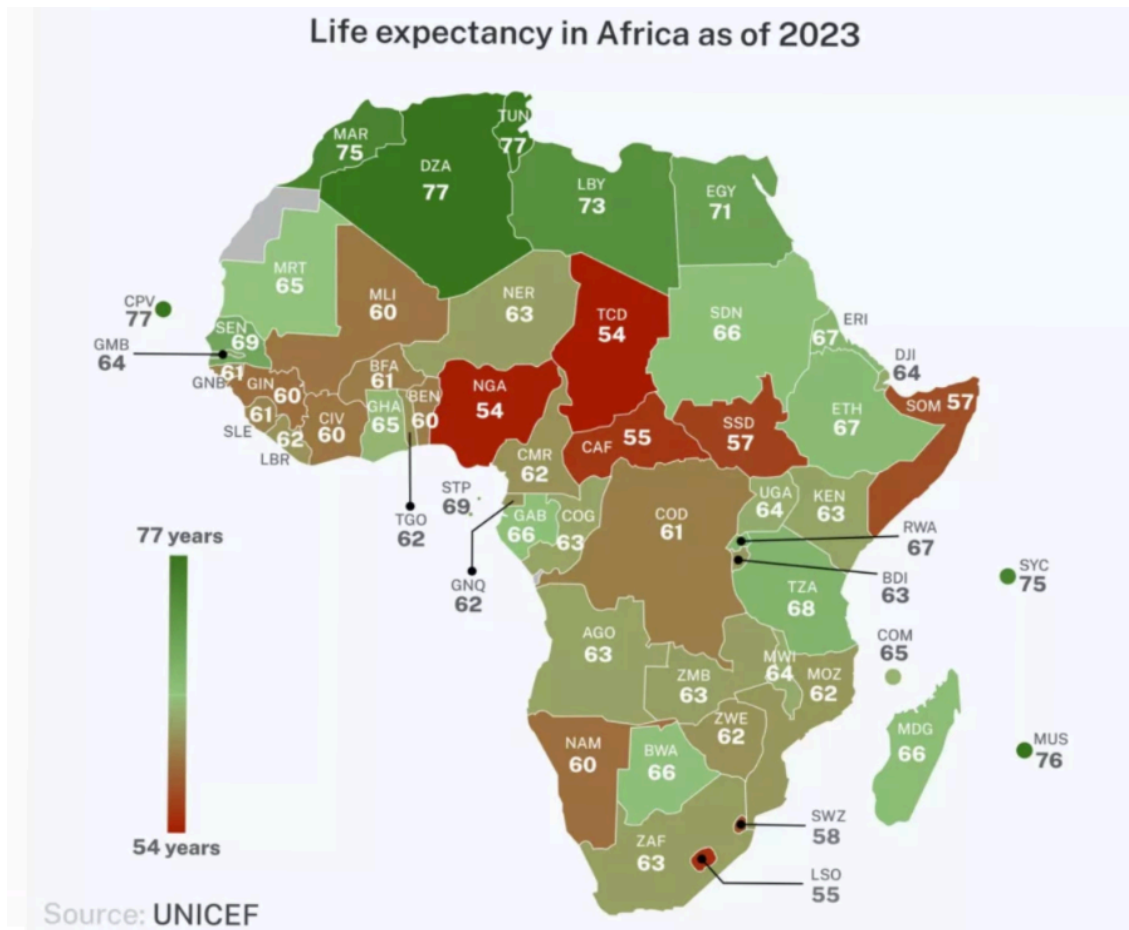 Life expectancy in Africa as of 2023
TUN
77
MAR
75
DZA
77
LBY
73
EGY
71
MRT
65
MLI
60
NER
63
TCD
54
SDN
66
ERI
67
CPV
77
SEN
69
GMB
64
GNB
61
GIN
60
SLE
61
LBR
62
CIV
60
BFA
61
GHA
65
BEN
60
TGO
62
NGA
54
DJI
64
SOM 57
ETH
67
SSD
57
CAF 55
CMR
62
STP
69
GNQ
62
GAB
66
COG
63
COD
61
UGA
64
KEN
63
RWA
67
BDI
63
TZA
68
SYC
75
COM
65
AGO
63
ZMB
63
MWI
64
MOZ
62
ZWE
62
MDG
66
MUS
76
NAM
60
BWA
66
ZAF
63
SWZ
58
LSO
55
77 years
54 years
Source: UNICEF